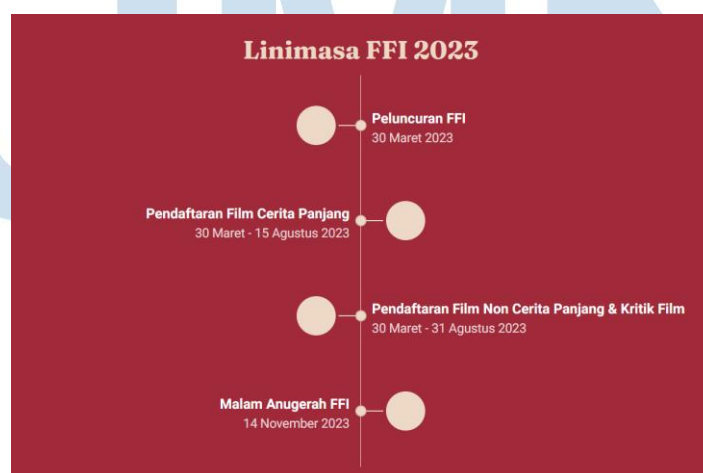 Linimasa FFI 2023
Peluncuran FFI
30 Maret 2023
Pendaftaran Film Cerita Panjang
30 Maret - 15 Agustus 2023
Pendaftaran Film Non Cerita Panjang & Kritik Film
30 Maret - 31 Agustus 2023
Malam Anugerah FFI
14 November 2023